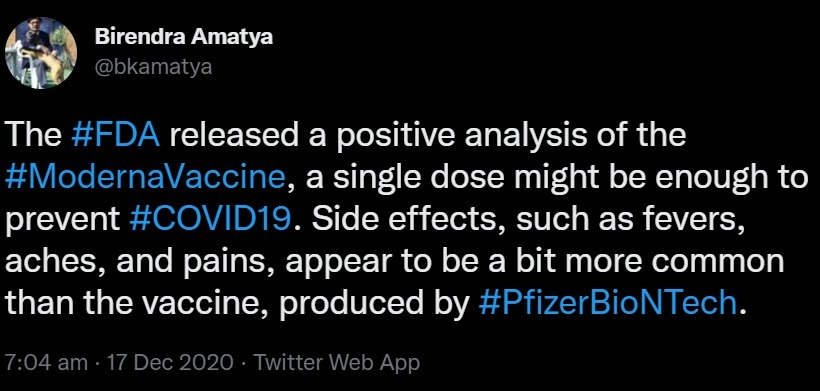 Birendra Amatya
@bkamatya
The #FDA released a positive analysis of the
#ModernaVaccine, a single dose might be enough to
prevent #COVID19. Side effects, such as fevers,
aches, and pains, appear to be a bit more common
than the vaccine, produced by #PfizerBioNTech.
7:04 am · 17 Dec 2020 · Twitter Web App